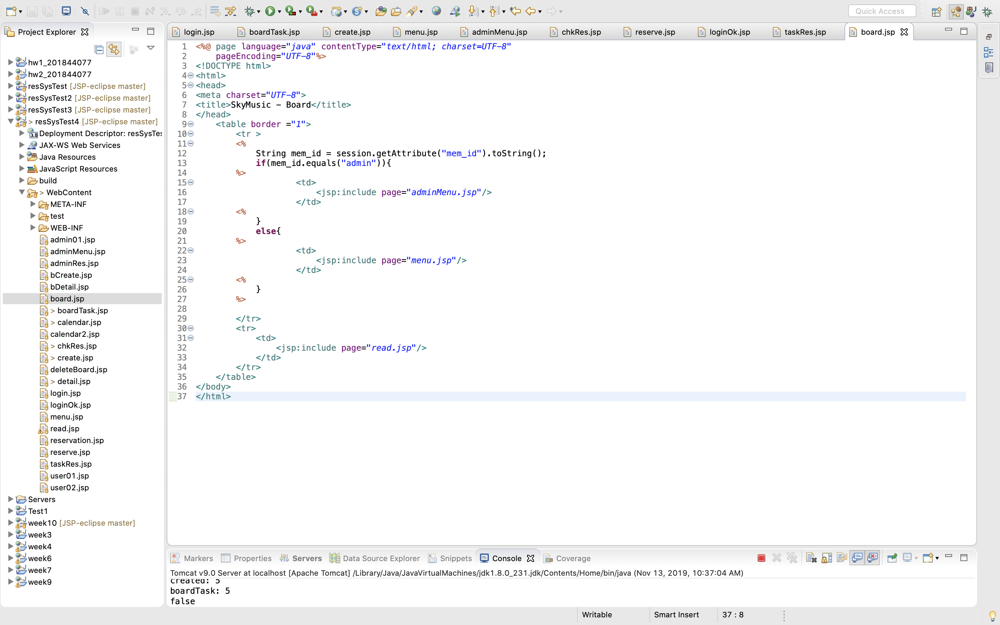 Quick Access
Project Explorer
hw1_201844077
hw2_201844077
resSysTest [JSP-eclipse master]
resSysTest2 [JSP-eclipse master]
resSysTest3 [JSP-eclipse master]
> resSysTest4 [JSP-eclipse master]
3.0 Deployment Descriptor: resSysTes
JAX-WS Web Services
Java Resources
JavaScript Resources
build
> WebContent
META-INF
test
WEB-INF
admin01.jsp
adminMenu.jsp
adminRes.jsp
bCreate.jsp
bDetail.jsp
board.jsp
> boardTask.jsp
> calendar.jsp
calendar2.jsp
> chkRes.jsp
> create.jsp
deleteBoard.jsp
> detail.jsp
login.jsp
loginOk.jsp
menu.jsp
read.jsp
reservation.jsp
reserve.jsp
taskRes.jsp
user01.jsp
user02.jsp
Servers
Test1
week10 [JSP-eclipse master]
week3
week4
week6
week7
week9
login.jsp boardTask.jsp create.jsp menu.jsp adminMenu.jsp chkRes.jsp reserve.jsp loginOk.jsp taskRes.jsp board.jsp
1 <%@ page language="java" contentType="text/html; charset=UTF-8"
2     pageEncoding="UTF-8"%>
3 <!DOCTYPE html>
4 <html>
5 <head>
6 <meta charset="UTF-8">
7 <title>SkyMusic - Board</title>
8 </head>
9     <table border ="1">
10         <tr >
11         <%
12             String mem_id = session.getAttribute("mem_id").toString();
13             if(mem_id.equals("admin")){
14         %>
15                     <td>
16                         <jsp:include page="adminMenu.jsp"/>
17                     </td>
18         <%
19             }
20             else{
21         %>
22                     <td>
23                         <jsp:include page="menu.jsp"/>
24                     </td>
25         <%
26             }
27         %>
28
29         </tr>
30         <tr>
31             <td>
32                 <jsp:include page="read.jsp"/>
33             </td>
34         </tr>
35     </table>
36 </body>
37 </html>
Markers Properties Servers Data Source Explorer Snippets Console Coverage
Tomcat v9.0 Server at localhost [Apache Tomcat] /Library/Java/JavaVirtualMachines/jdk1.8.0_231.jdk/Contents/Home/bin/java (Nov 13, 2019, 10:37:04 AM)
created: 5
boardTask: 5
false
Writable Smart Insert 37 : 8